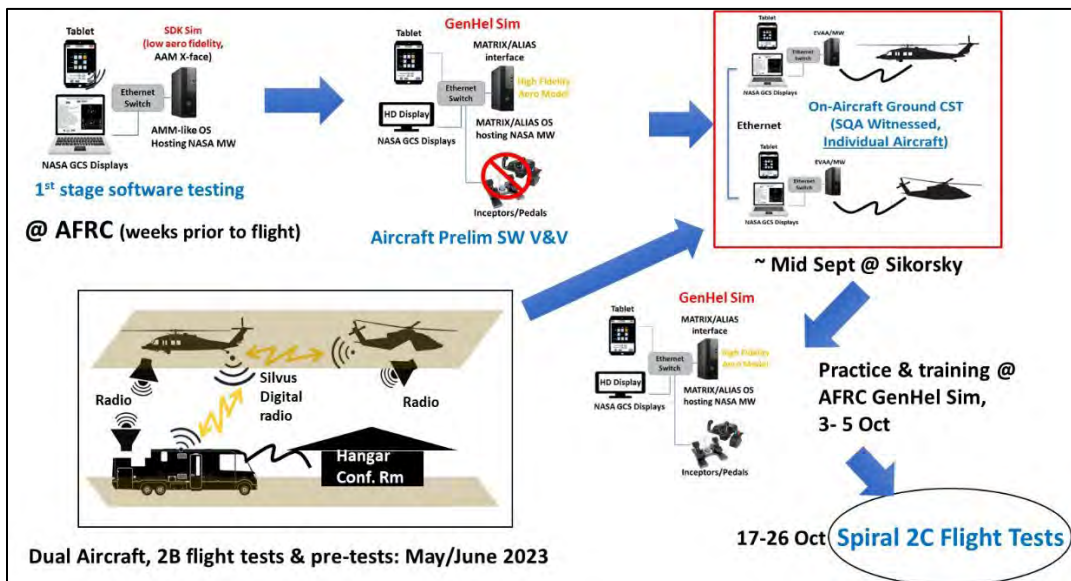 Tablet
SDK Sim
(low aero fidelity,
AAM X-face)
Ethernet
Switch
AMM-like OS
Hosting NASA MW
NASA GCS Displays
1st stage software testing
@ AFRC (weeks prior to flight)
GenHel Sim
Tablet
MATRIX/ALIAS
interface
High Fidelity
Aero Model
Ethernet
Switch
HD Display
NASA GCS Displays
MATRIX/ALIAS OS
hosting NASA MW
Inceptors/Pedals
Aircraft Prelim SW V&V
Tablet
EVAA/MW
Ethernet
Switch
NASA GCS Displays
Ethernet
On-Aircraft Ground CST
(SQA Witnessed,
Individual Aircraft)
Tablet
EVAA/MW
Ethernet
Switch
NASA GCS Displays
~ Mid Sept @ Sikorsky
Radio
Silvus
Digital
radio
Radio
Hangar
Conf. Rm
Dual Aircraft, 2B flight tests & pre-tests: May/June 2023
GenHel Sim
Tablet
MATRIX/ALIAS
interface
High Fidelity
Aero Model
Ethernet
Switch
HD Display
NASA GCS Displays
MATRIX/ALIAS OS
hosting NASA MW
Inceptors/Pedals
Practice & training @
AFRC GenHel Sim,
3- 5 Oct
17-26 Oct
Spiral 2C Flight Tests